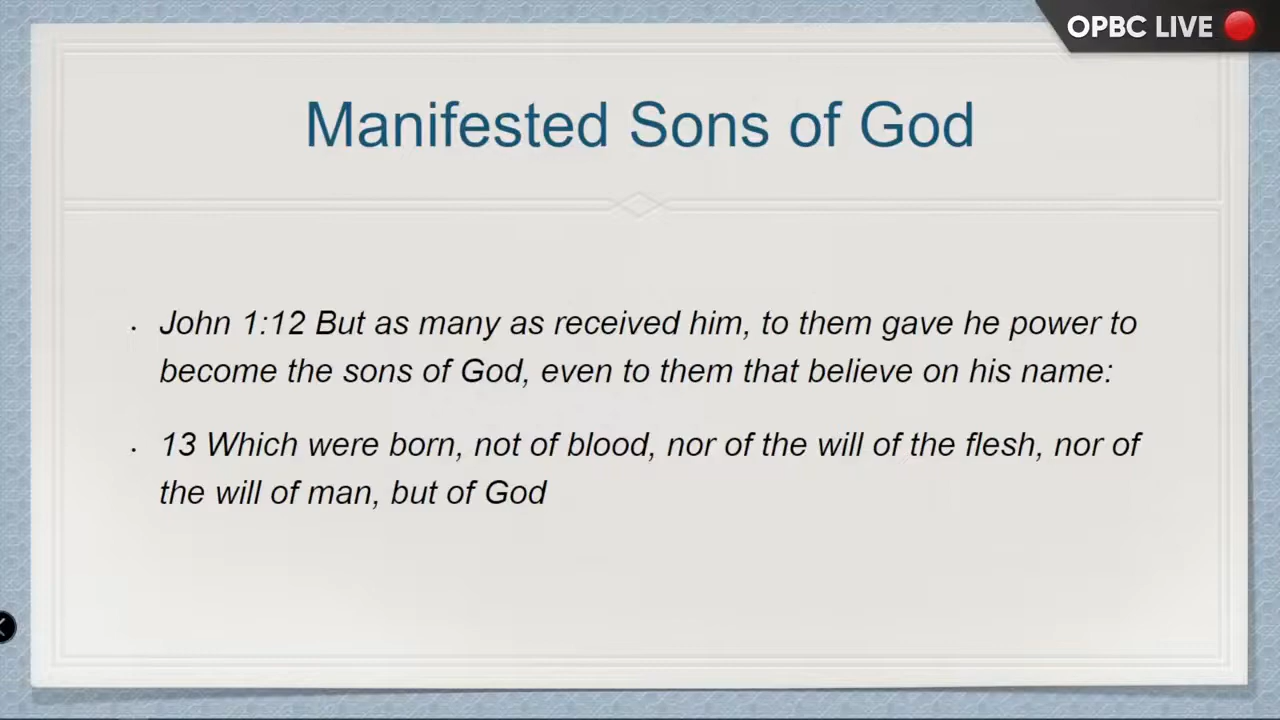 OPBC LIVE
Manifested Sons of God
• John 1:12 But as many as received him, to them gave he power to
become the sons of God, even to them that believe on his name:
• 13 Which were born, not of blood, nor of the will of the flesh, nor of
the will of man, but of God